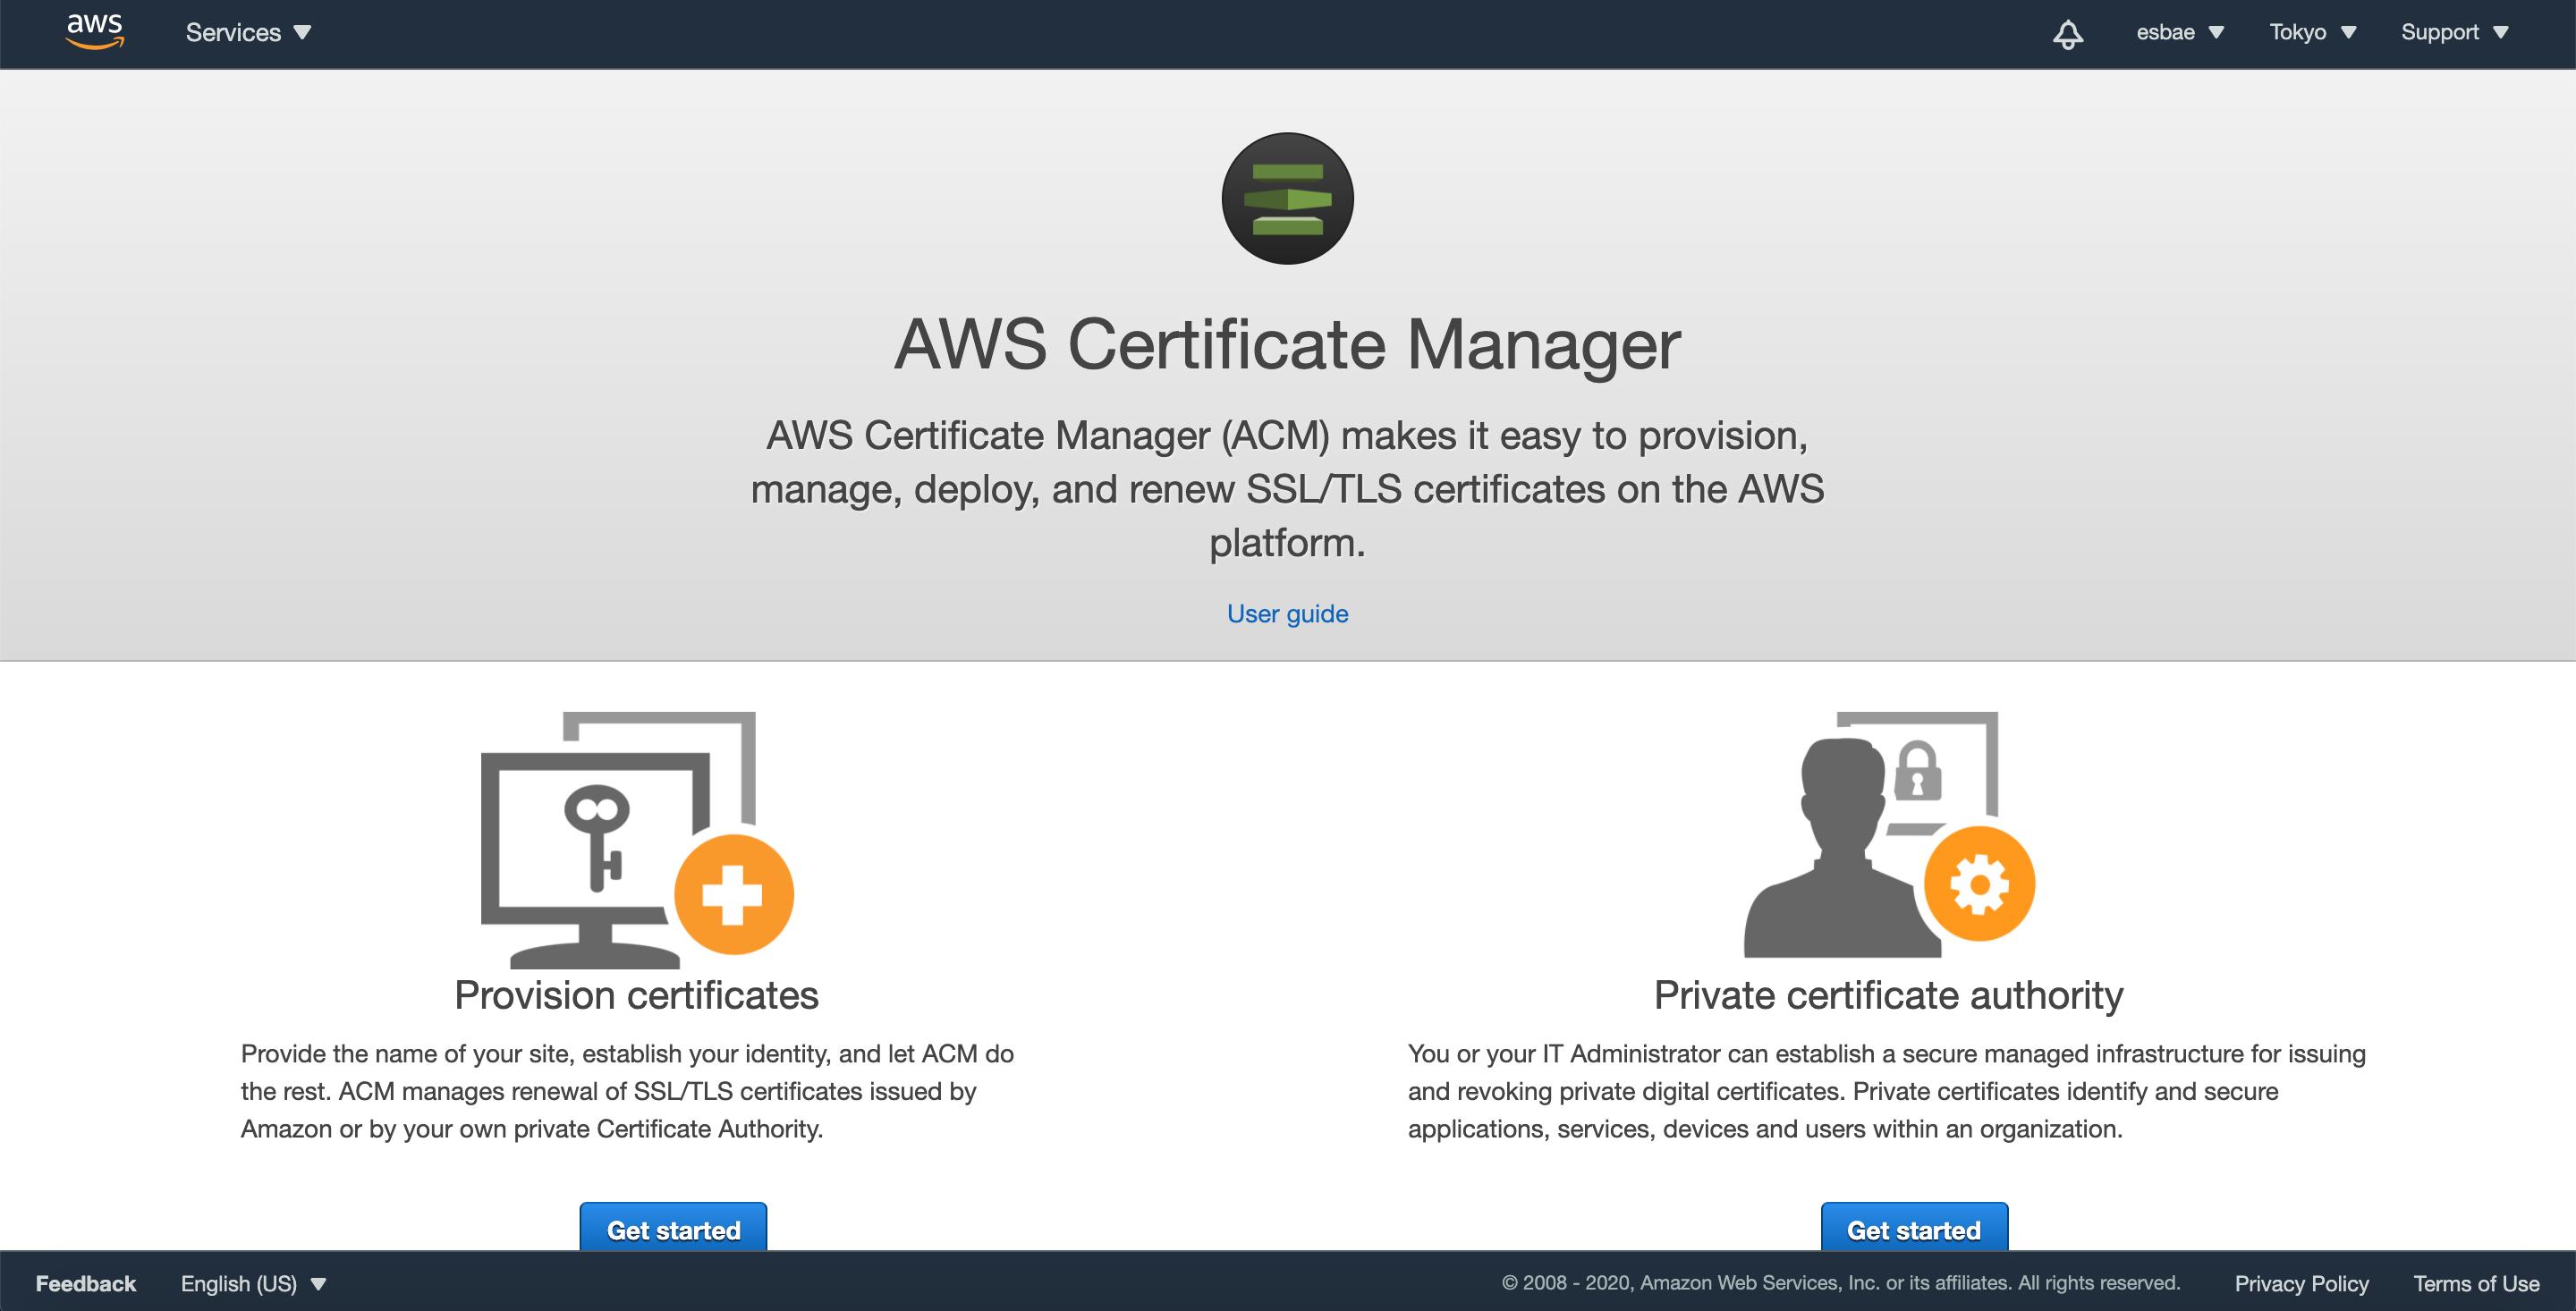 aws Services esbae Tokyo Support
AWS Certificate Manager
AWS Certificate Manager (ACM) makes it easy to provision,
manage, deploy, and renew SSL/TLS certificates on the AWS
platform.
User guide
Provision certificates
Provide the name of your site, establish your identity, and let ACM do
the rest. ACM manages renewal of SSL/TLS certificates issued by
Amazon or by your own private Certificate Authority.
Get started
Private certificate authority
You or your IT Administrator can establish a secure managed infrastructure for issuing
and revoking private digital certificates. Private certificates identify and secure
applications, services, devices and users within an organization.
Get started
Feedback English (US) © 2008 - 2020, Amazon Web Services, Inc. or its affiliates. All rights reserved. Privacy Policy Terms of Use